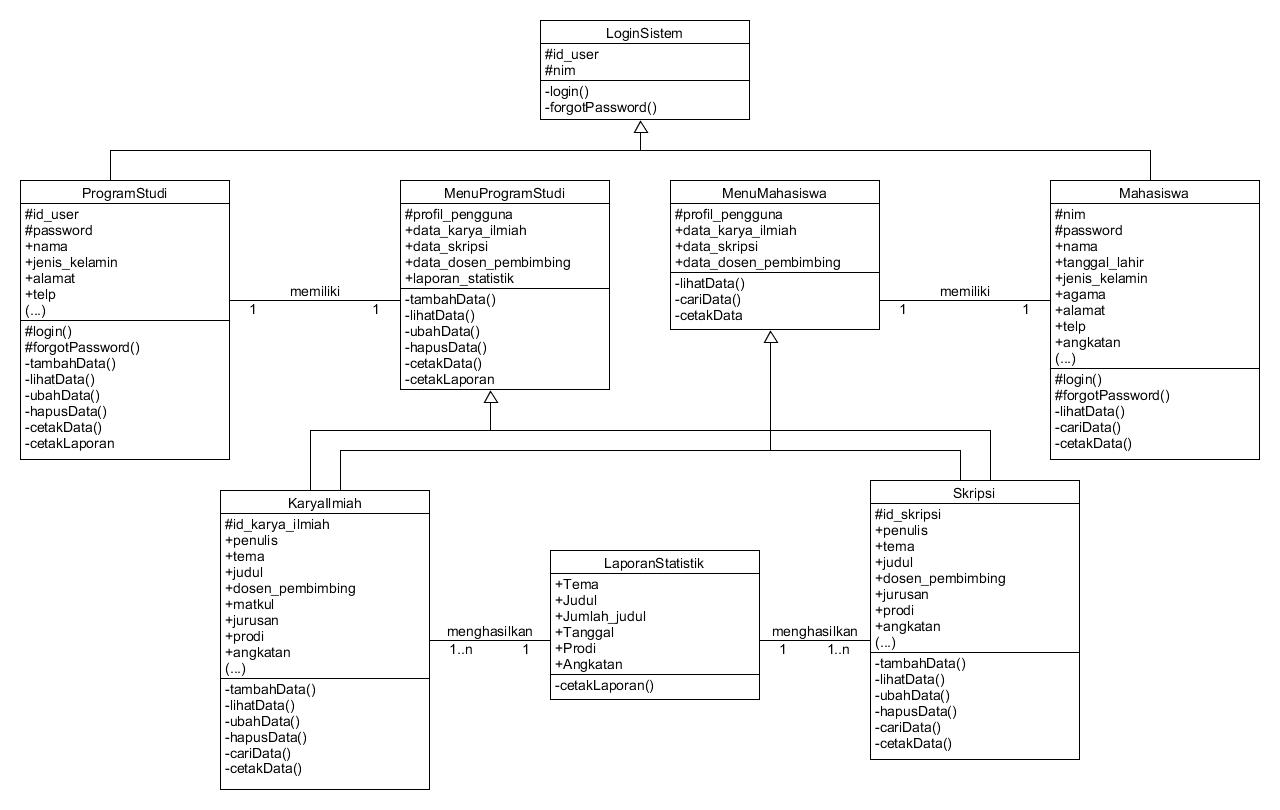 LoginSistem
#id_user
#nim
-login()
-forgotPassword()
ProgramStudi
#id_user
#password
+nama
+jenis_kelamin
+alamat
+telp
(...)
#login()
#forgotPassword()
-tambahData()
-lihatData()
-ubahData()
-hapusData()
-cetakData()
-cetakLaporan
memiliki
1
1
MenuProgramStudi
#profil_pengguna
+data_karya_ilmiah
+data_skripsi
+data_dosen_pembimbing
+laporan_statistik
-tambahData()
-lihatData()
-ubahData()
-hapusData()
-cetakData()
-cetakLaporan
MenuMahasiswa
#profil_pengguna
+data_karya_ilmiah
+data_skripsi
+data_dosen_pembimbing
-lihatData()
-cariData()
-cetakData
memiliki
1
1
Mahasiswa
#nim
#password
+nama
+tanggal_lahir
+jenis_kelamin
+agama
+alamat
+telp
+angkatan
(...)
#login()
#forgotPassword()
-lihatData()
-cariData()
-cetakData()
KaryaIlmiah
#id_karya_ilmiah
+penulis
+tema
+judul
+dosen_pembimbing
+matkul
+jurusan
+prodi
+angkatan
(...)
-tambahData()
-lihatData()
-ubahData()
-hapusData()
-cariData()
-cetakData()
menghasilkan
1..n
1
LaporanStatistik
+Tema
+Judul
+Jumlah_judul
+Tanggal
+Prodi
+Angkatan
-cetakLaporan()
menghasilkan
1
1..n
Skripsi
#id_skripsi
+penulis
+tema
+judul
+dosen_pembimbing
+jurusan
+prodi
+angkatan
(...)
-tambahData()
-lihatData()
-ubahData()
-hapusData()
-cariData()
-cetakData()